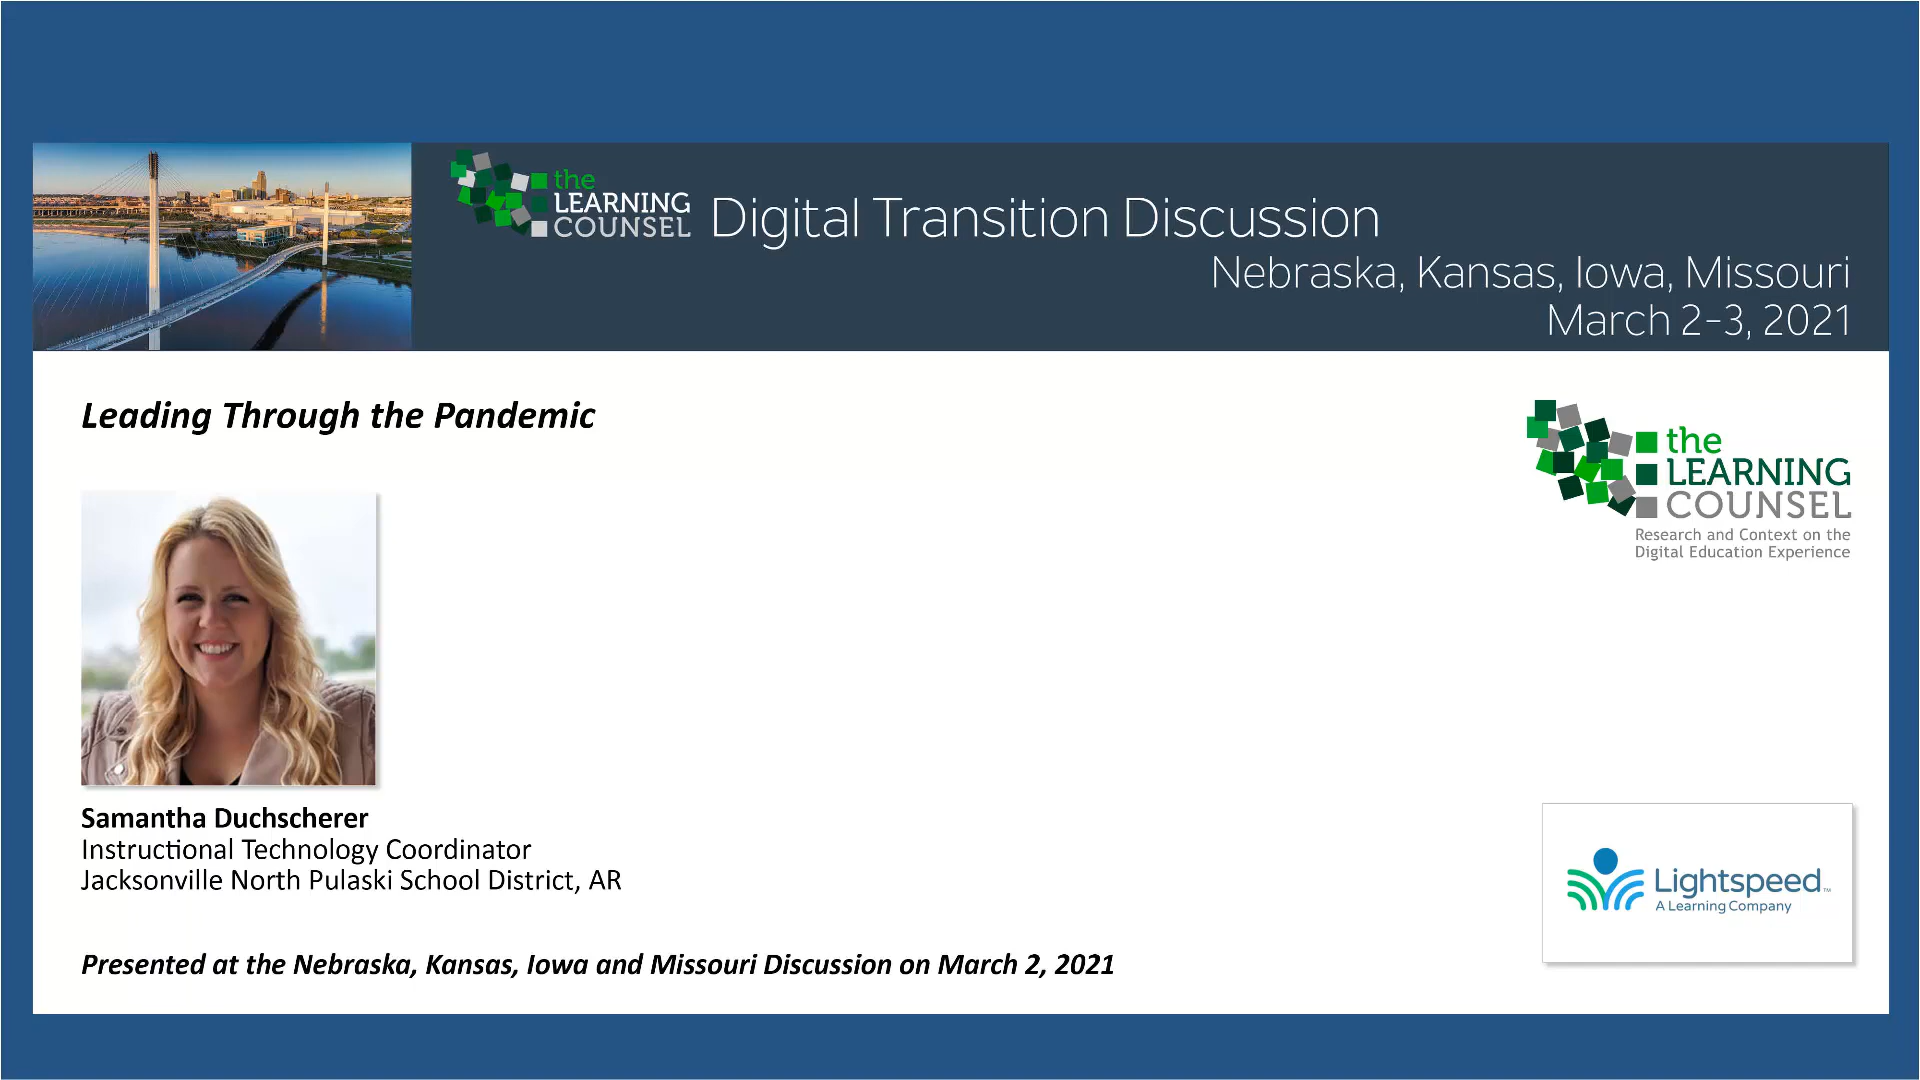 the
LEARNING
COUNSEL
Digital Transition Discussion
Nebraska, Kansas, Iowa, Missouri
March 2-3, 2021
Leading Through the Pandemic
the
LEARNING
COUNSEL
Research and Context on the
Digital Education Experience
Samantha Duchscherer
Instructional Technology Coordinator
Jacksonville North Pulaski School District, AR
Lightspeed™
A Learning Company
Presented at the Nebraska, Kansas, Iowa and Missouri Discussion on March 2, 2021